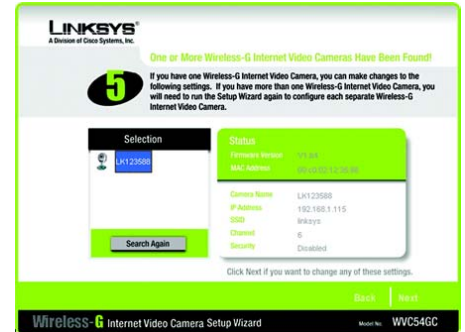 LINKSYS®
A Division of Cisco Systems, Inc.
One or More Wireless-G Internet Video Cameras Have Been Found!
5
If you have one Wireless-G Internet Video Camera, you can make changes to the
following settings. If you have more than one Wireless-G Internet Video Camera, you
will need to run the Setup Wizard again to configure each separate Wireless-G
Internet Video Camera.
Selection
LK123588
Search Again
Status
Firmware Version
MAC Address
Camera Name LK123588
IP Address 192.168.1.115
SSID linksys
Channel 6
Security Disabled
Click Next if you want to change any of these settings.
Back Next
Wireless-G Internet Video Camera Setup Wizard
Model No. WVC54GC